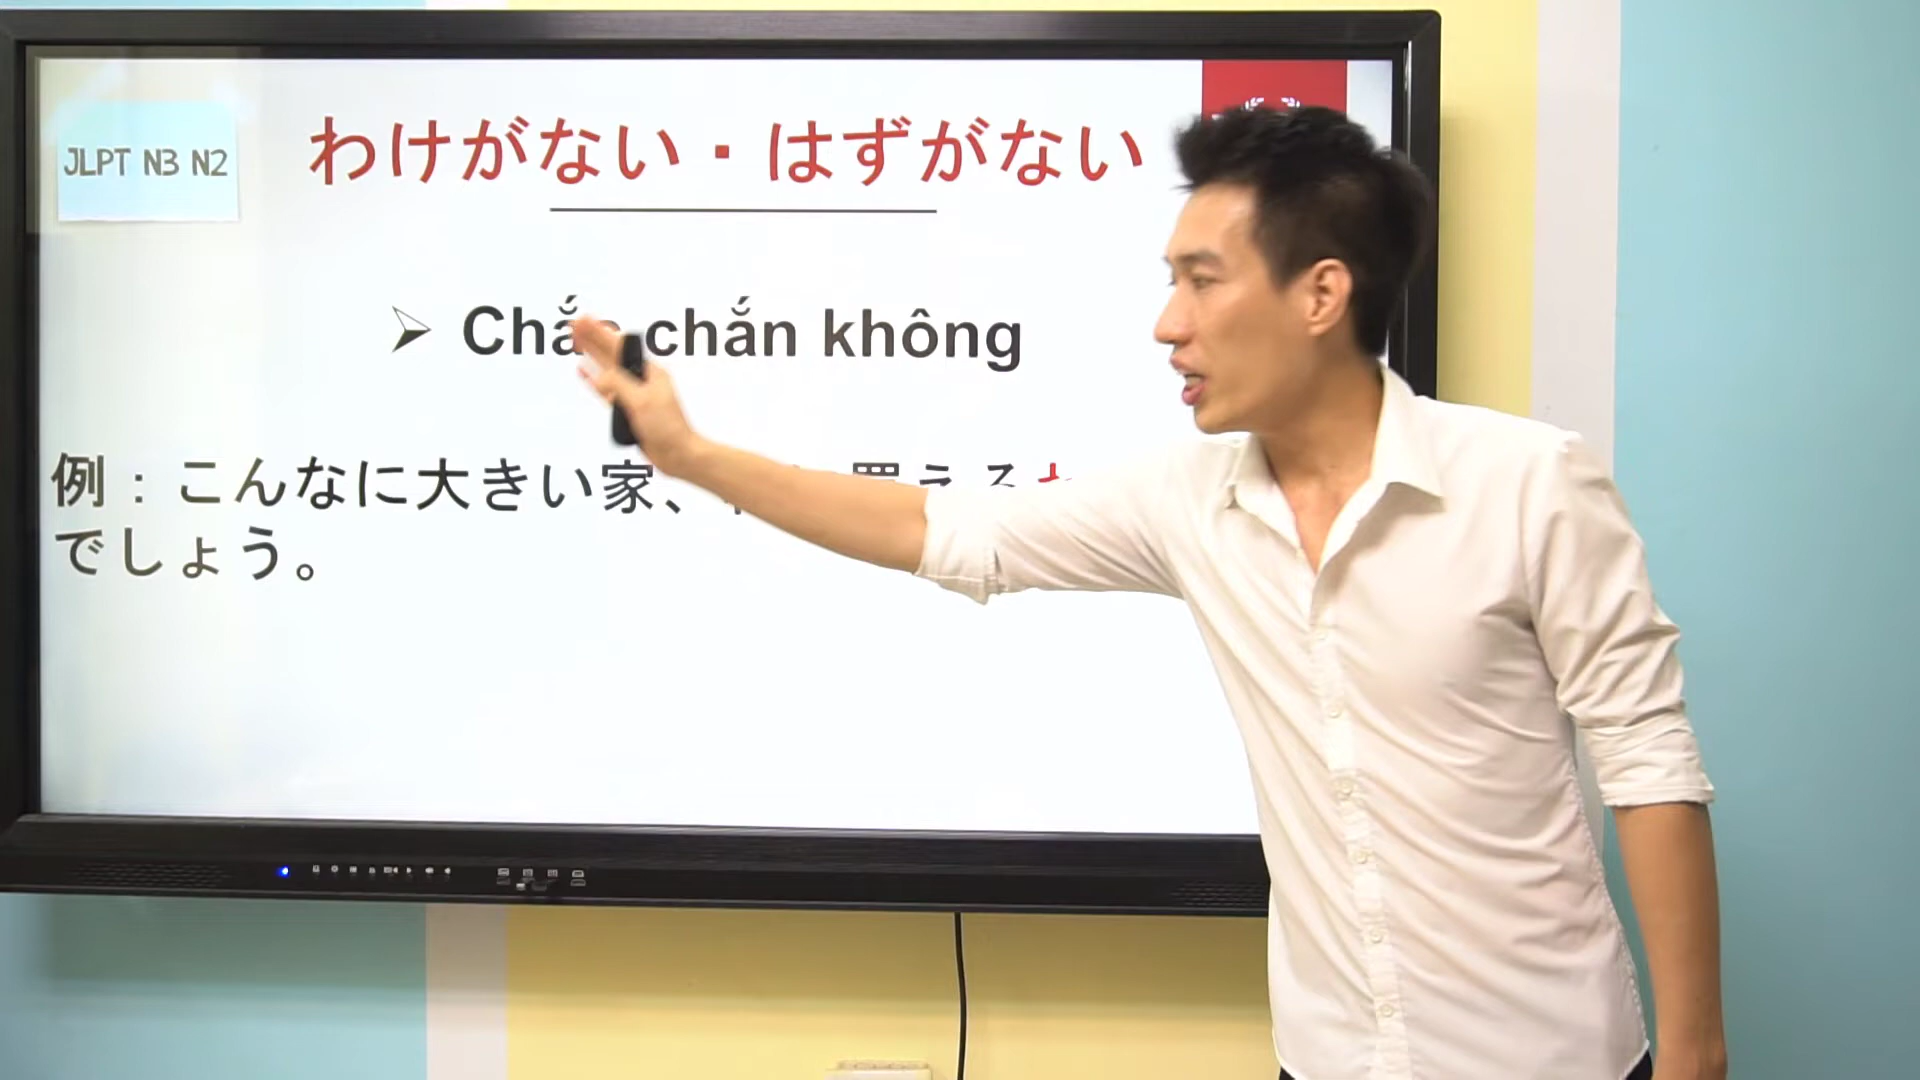 JLPT N3 N2
わけがない・はずがない
chắn không
例：こんなに大きい家、
でしょう。